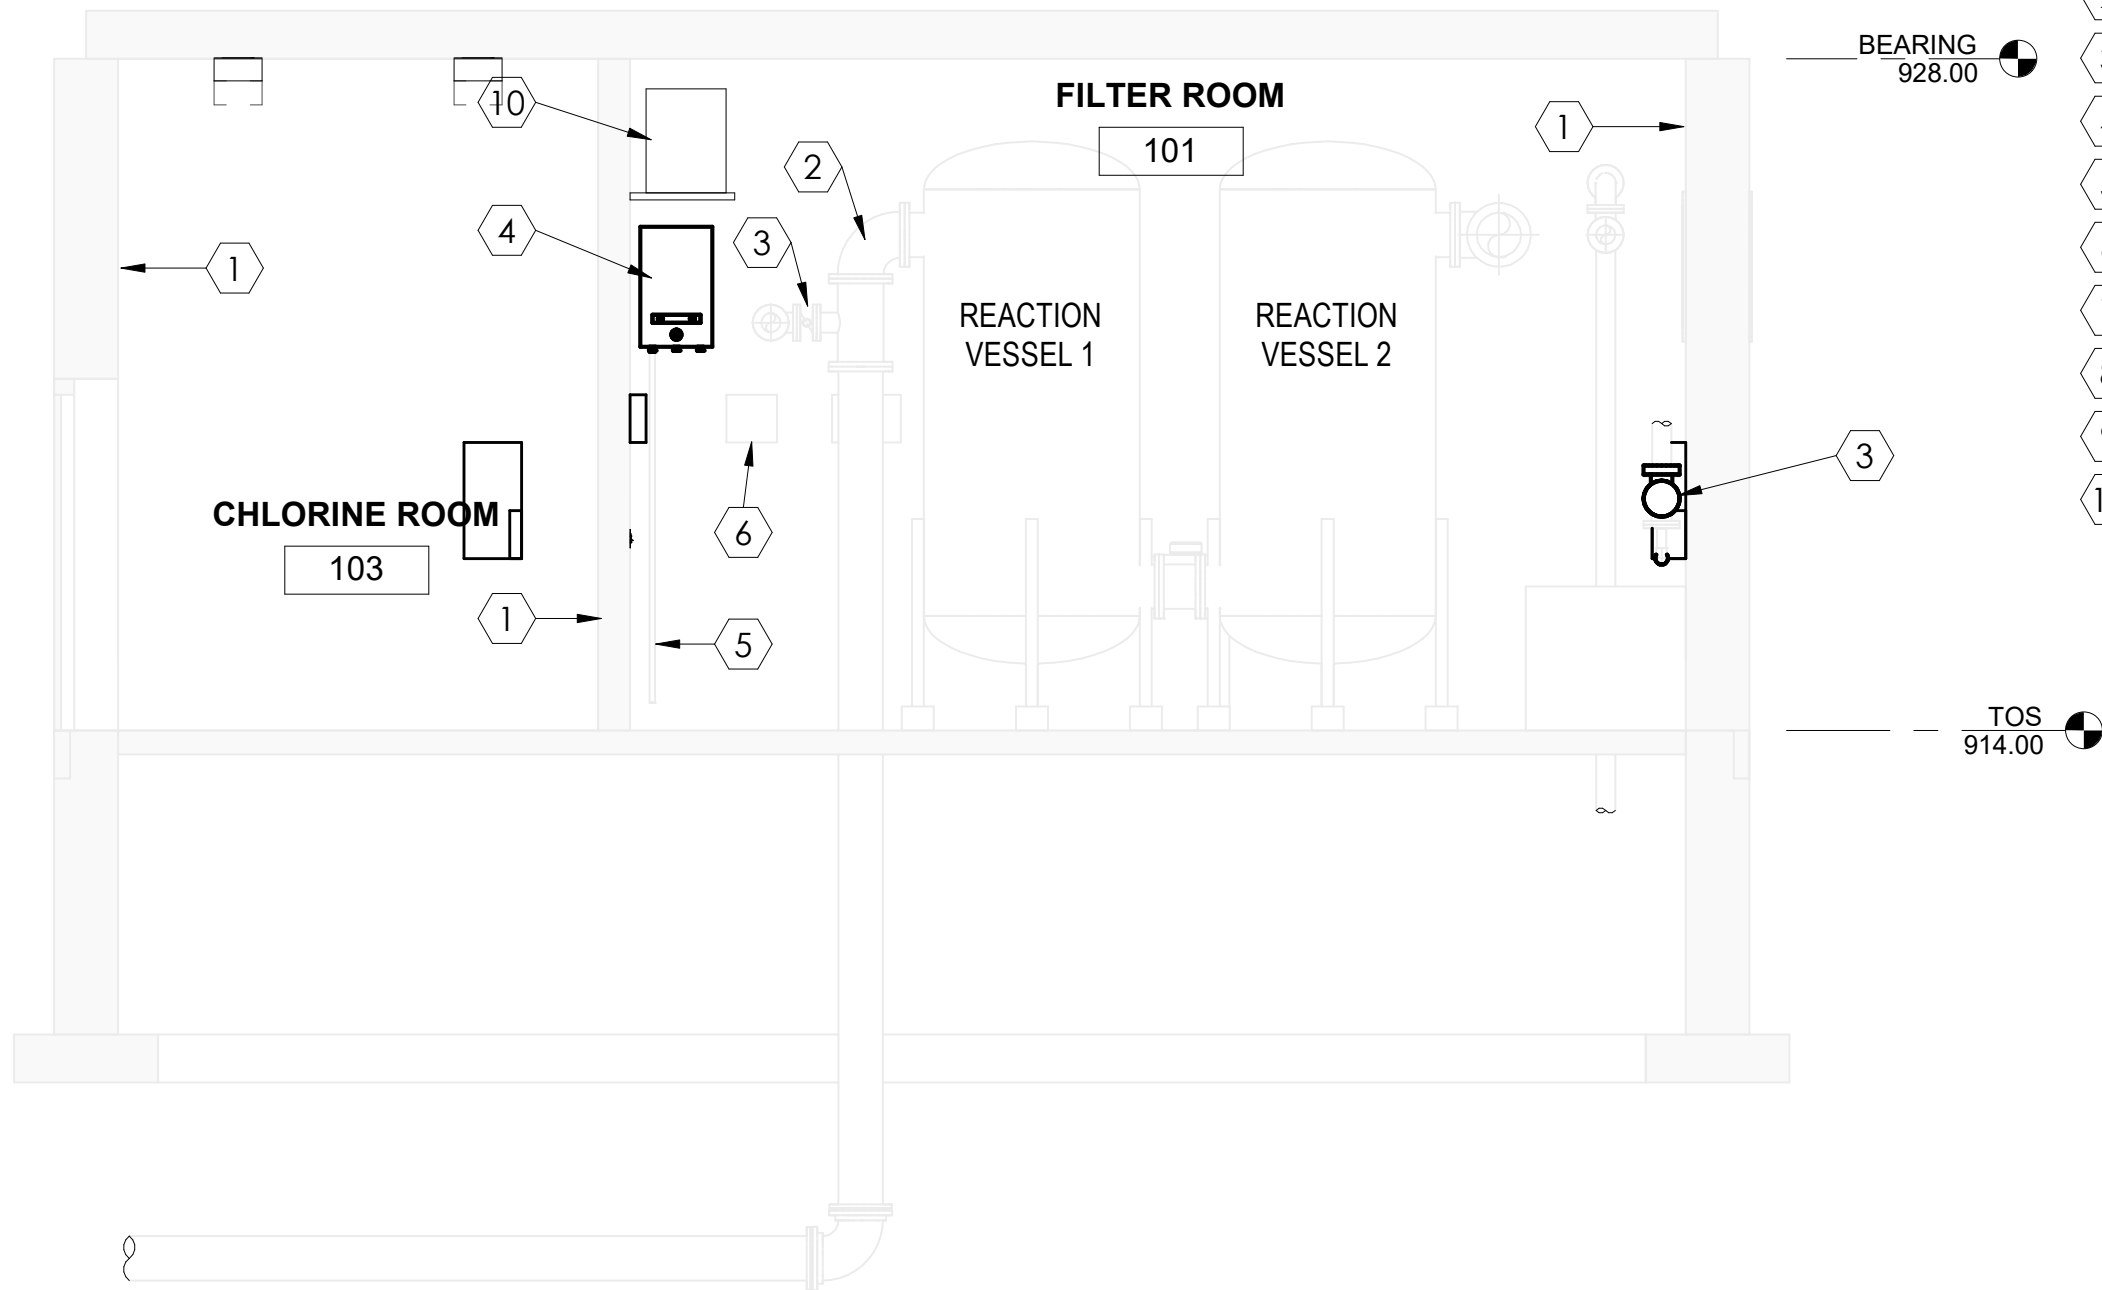 BEARING
928.00
FILTER ROOM
101
10
1
2
4
3
1
REACTION
VESSEL 1
REACTION
VESSEL 2
3
CHLORINE ROOM
103
6
1
5
TOS
914.00